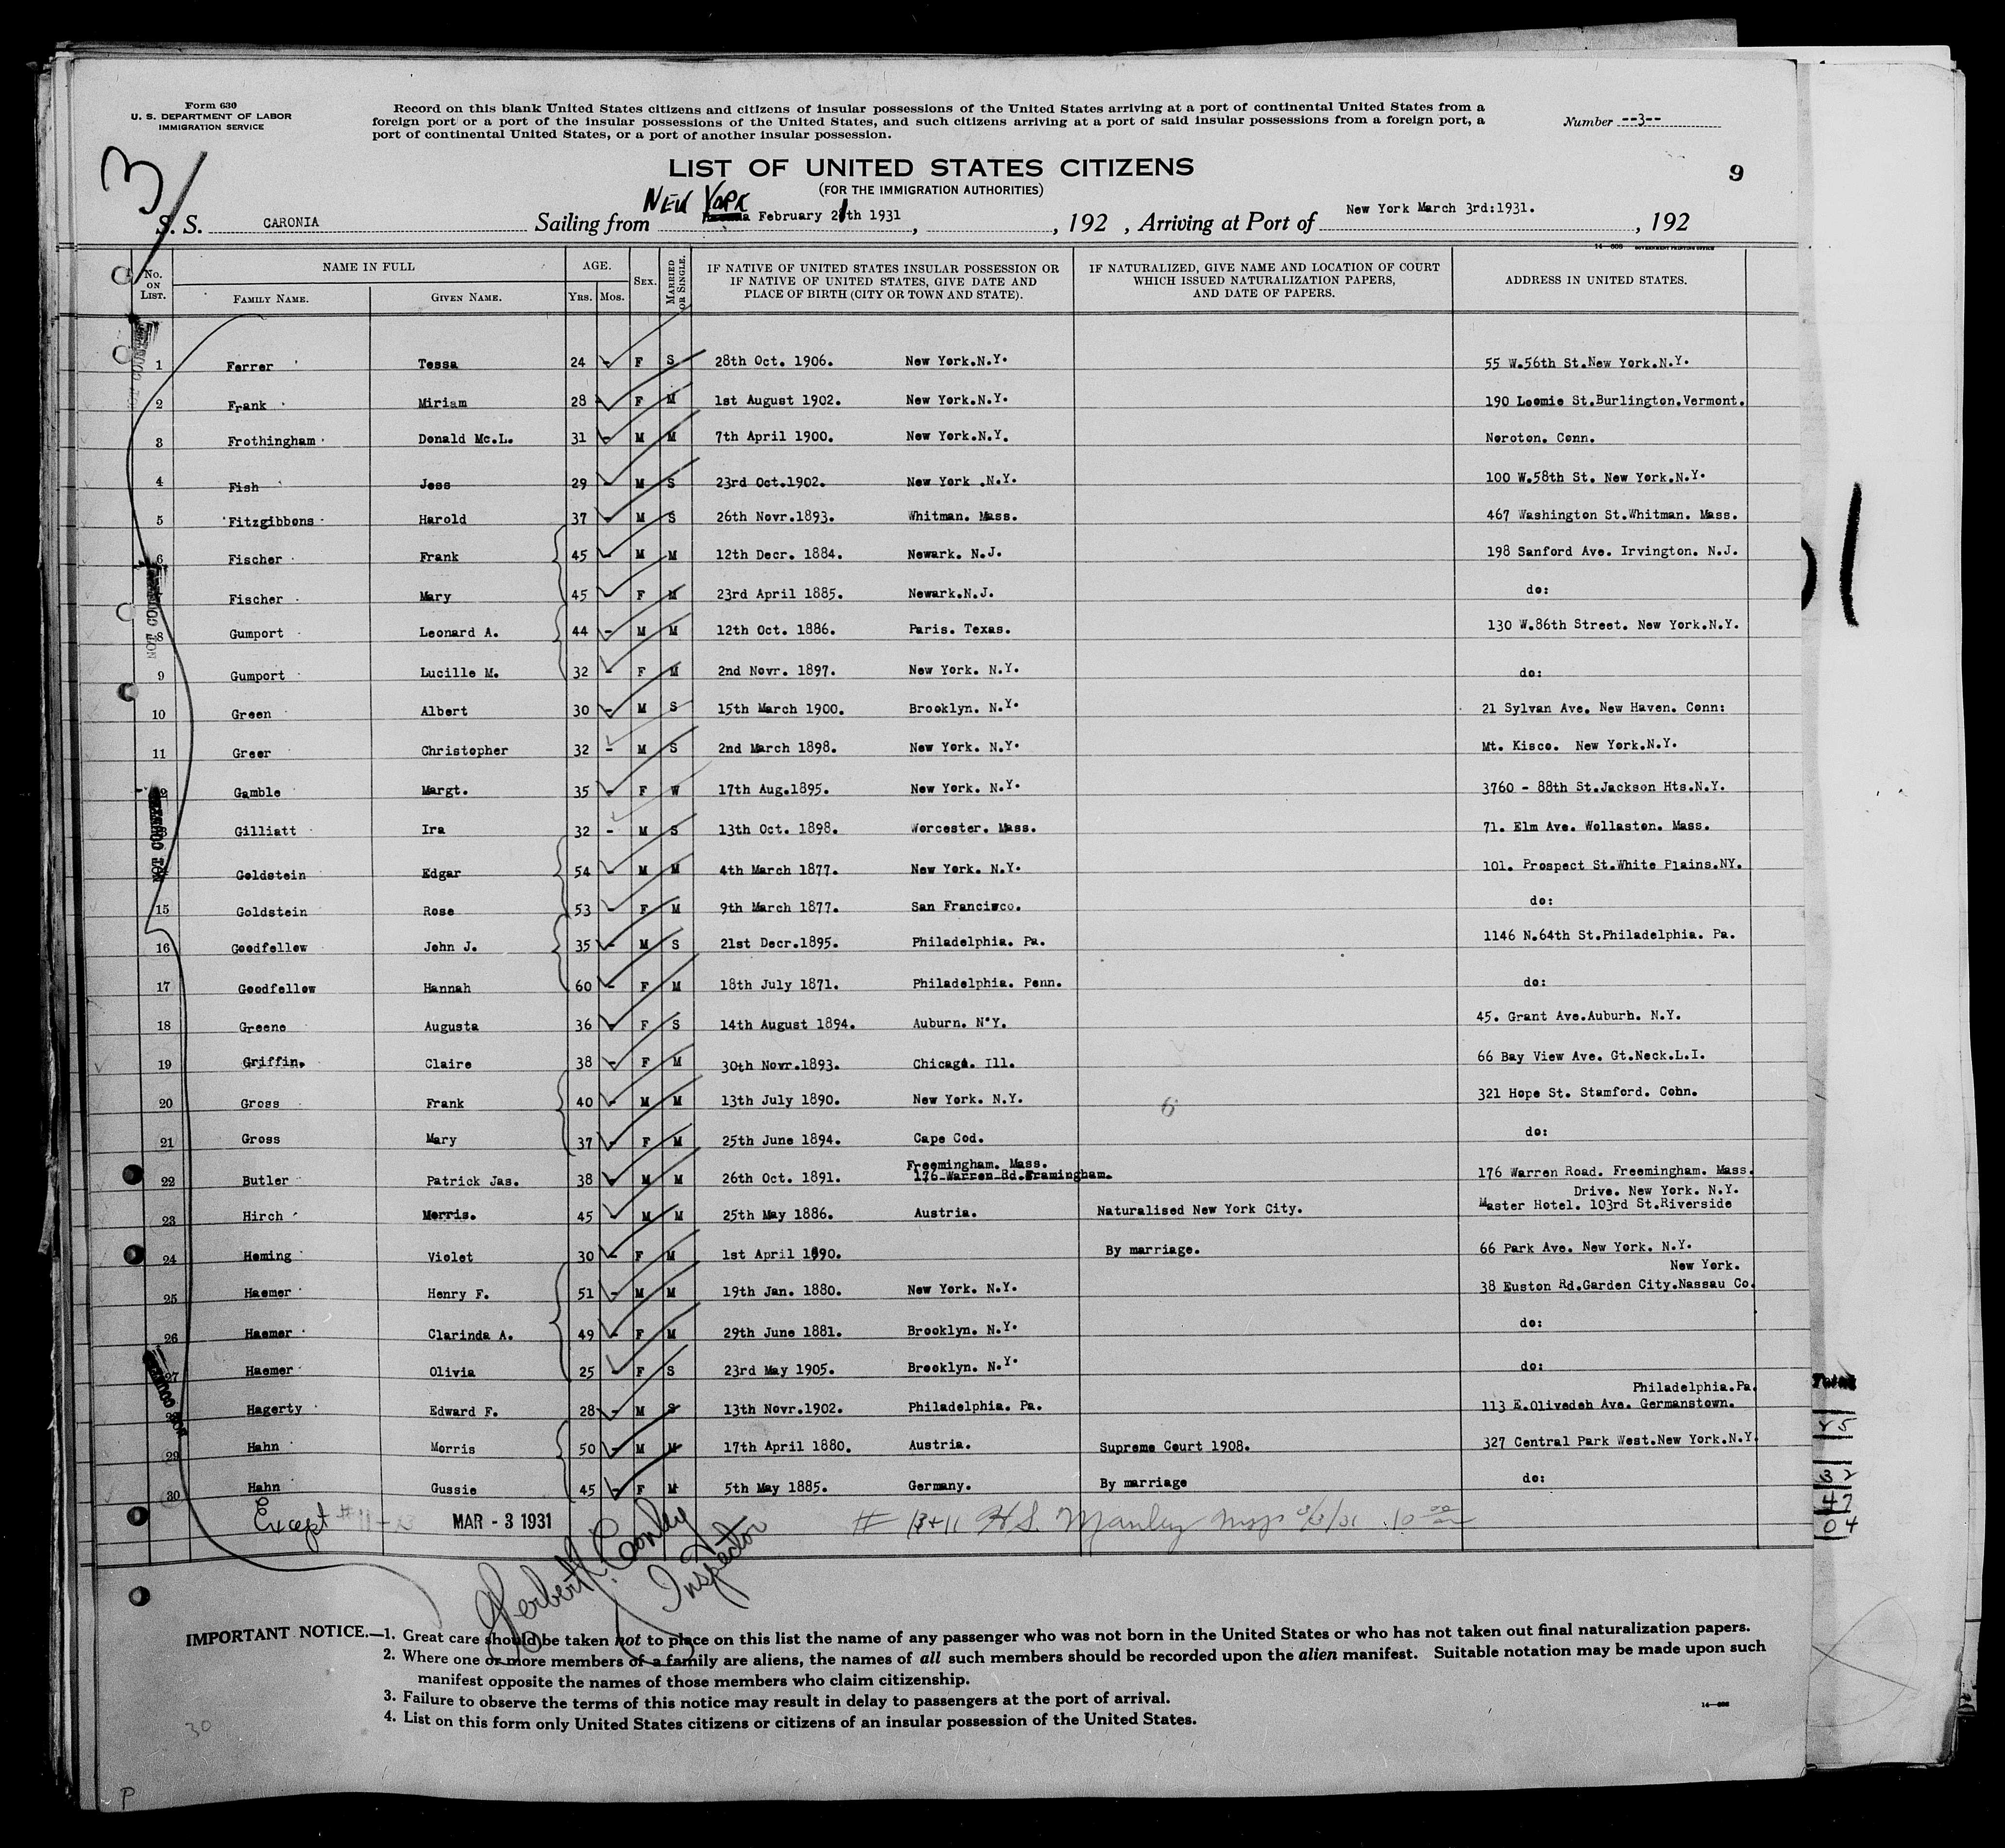 Form 630
U. S. DEPARTMENT OF LABOR
IMMIGRATION SERVICE
Record on this blank United States citizens and citizens of insular possessions of the United States arriving at a port of continental United States from a
foreign port or a port of the insular possessions of the United States, and such citizens arriving at a port of said insular possessions from a foreign port, a
port of continental United States, or a port of another insular possession.
Number --3--
3
LIST OF UNITED STATES CITIZENS
(FOR THE IMMIGRATION AUTHORITIES)
9
NEW YORK
S. S. CARONIA Sailing from February 21th 1931, 192 , Arriving at Port of New York March 3rd:1931. , 192
14—608 GOVERNMENT PRINTING OFFICE
No. ON LIST. NAME IN FULL FAMILY NAME. GIVEN NAME. AGE. YRS. MOS. SEX. MARRIED OR SINGLE. IF NATIVE OF UNITED STATES INSULAR POSSESSION OR IF NATIVE OF UNITED STATES, GIVE DATE AND PLACE OF BIRTH (CITY OR TOWN AND STATE). IF NATURALIZED, GIVE NAME AND LOCATION OF COURT WHICH ISSUED NATURALIZATION PAPERS, AND DATE OF PAPERS. ADDRESS IN UNITED STATES.
1 Ferrer Tessa 24 - F S 28th Oct. 1906. New York.N.Y. 55 W.56th St.New York.N.Y.
2 Frank Miriam 28 - F M 1st August 1902. New York.N.Y. 190 Loomie St.Burlington.Vermont.
3 Frothingham Donald Mc.L. 31 - M M 7th April 1900. New York.N.Y. Noroton. Conn.
4 Fish Jess 29 - M S 23rd Oct.1902. New York .N.Y. 100 W.58th St. New York.N.Y.
5 Fitzgibbons Harold 37 - M S 26th Novr.1893. Whitman. Mass. 467 Washington St.Whitman. Mass.
6 Fischer Frank 45 - M M 12th Decr. 1884. Newark. N.J. 198 Sanford Ave. Irvington. N.J.
Fischer Mary 45 - F M 23rd April 1885. Newark.N.J. do:
8 Gumport Leonard A. 44 - M M 12th Oct. 1886. Paris. Texas. 130 W.86th Street. New York.N.Y.
9 Gumport Lucille M. 32 - F M 2nd Novr. 1897. New York. N.Y. do:
10 Green Albert 30 - M S 15th March 1900. Brooklyn. N.Y. 21 Sylvan Ave. New Haven. Conn:
11 Greer Christopher 32 - M S 2nd March 1898. New York. N.Y. Mt. Kisco. New York.N.Y.
12 Gamble Margt. 35 - F W 17th Aug.1895. New York. N.Y. 3760 - 88th St.Jackson Hts.N.Y.
Gilliatt Ira 32 - M S 13th Oct. 1898. Worcester. Mass. 71. Elm Ave. Wollaston. Mass.
Goldstein Edgar 54 - M M 4th March 1877. New York. N.Y. 101. Prospect St.White Plains.NY.
15 Goldstein Rose 53 - F M 9th March 1877. San Francisco. do:
16 Goodfellow John J. 35 - M S 21st Decr.1895. Philadelphia. Pa. 1146 N.64th St.Philadelphia. Pa.
17 Goodfellow Hannah 60 - F M 18th July 1871. Philadelphia. Penn. do:
18 Greene Augusta 36 - F S 14th August 1894. Auburn. N.Y. 45. Grant Ave.Auburn. N.Y.
19 Griffin. Claire 38 - F M 30th Novr.1893. Chicago. Ill. 66 Bay View Ave. Gt.Neck.L.I.
20 Gross Frank 40 - M M 13th July 1890. New York. N.Y. 321 Hope St. Stamford. Conn.
21 Gross Mary 37 - F M 25th June 1894. Cape Cod. do:
Freemingham. Mass.
22 Butler Patrick Jas. 38 - M M 26th Oct. 1891. 176 Warren Rd.Framingham. 176 Warren Road. Freemingham. Mass.
Drive. New York. N.Y.
23 Hirch Morris. 45 M M 25th May 1886. Austria. Naturalised New York City. Master Hotel. 103rd St.Riverside
24 Heming Violet 30 - F M 1st April 1990. By marriage. 66 Park Ave. New York. N.Y.
New York.
25 Haemer Henry F. 51 - M M 19th Jan. 1880. New York. N.Y. 38 Euston Rd.Garden City.Nassau Co.
26 Haemer Clarinda A. 49 - F M 29th June 1881. Brooklyn. N.Y. do:
27 Haemer Olivia 25 - F S 23rd May 1905. Brooklyn. N.Y. do:
Philadelphia.Pa.
Hagerty Edward F. 28 - M S 13th Novr.1902. Philadelphia. Pa. 113 E.Olivedeh Ave. Germanstown.
29 Hahn Morris 50 - M M 17th April 1880. Austria. Supreme Court 1908. 327 Central Park West.New York.N.Y.
30 Hahn Gussie 45 - F M 5th May 1885. Germany. By marriage do:
Except #11-13 MAR - 3 1931 # 13+11 H.S. Manley Insp 3/3/31 10
Herbert Conley
Inspector
IMPORTANT NOTICE.—1. Great care should be taken not to place on this list the name of any passenger who was not born in the United States or who has not taken out final naturalization papers.
2. Where one or more members of a family are aliens, the names of all such members should be recorded upon the alien manifest. Suitable notation may be made upon such
manifest opposite the names of those members who claim citizenship.
3. Failure to observe the terms of this notice may result in delay to passengers at the port of arrival.
4. List on this form only United States citizens or citizens of an insular possession of the United States.
30
P